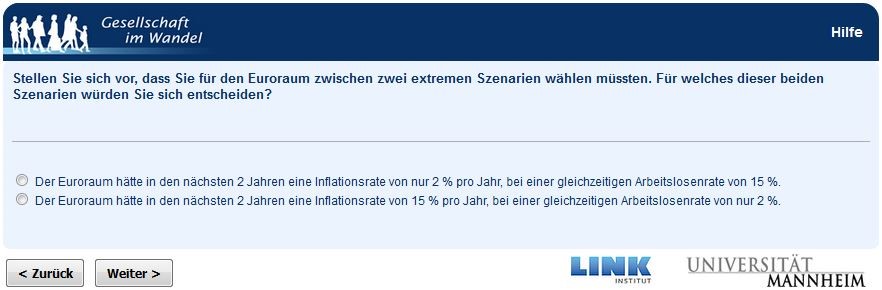 Gesellschaft
im Wandel
Hilfe
Stellen Sie sich vor, dass Sie für den Euroraum zwischen zwei extremen Szenarien wählen müssten. Für welches dieser beiden
Szenarien würden Sie sich entscheiden?
Der Euroraum hätte in den nächsten 2 Jahren eine Inflationsrate von nur 2 % pro Jahr, bei einer gleichzeitigen Arbeitslosenrate von 15 %.
Der Euroraum hätte in den nächsten 2 Jahren eine Inflationsrate von 15 % pro Jahr, bei einer gleichzeitigen Arbeitslosenrate von nur 2 %.
< Zurück
Weiter >
LINK
INSTITUT
UNIVERSITÄT
MANNHEIM